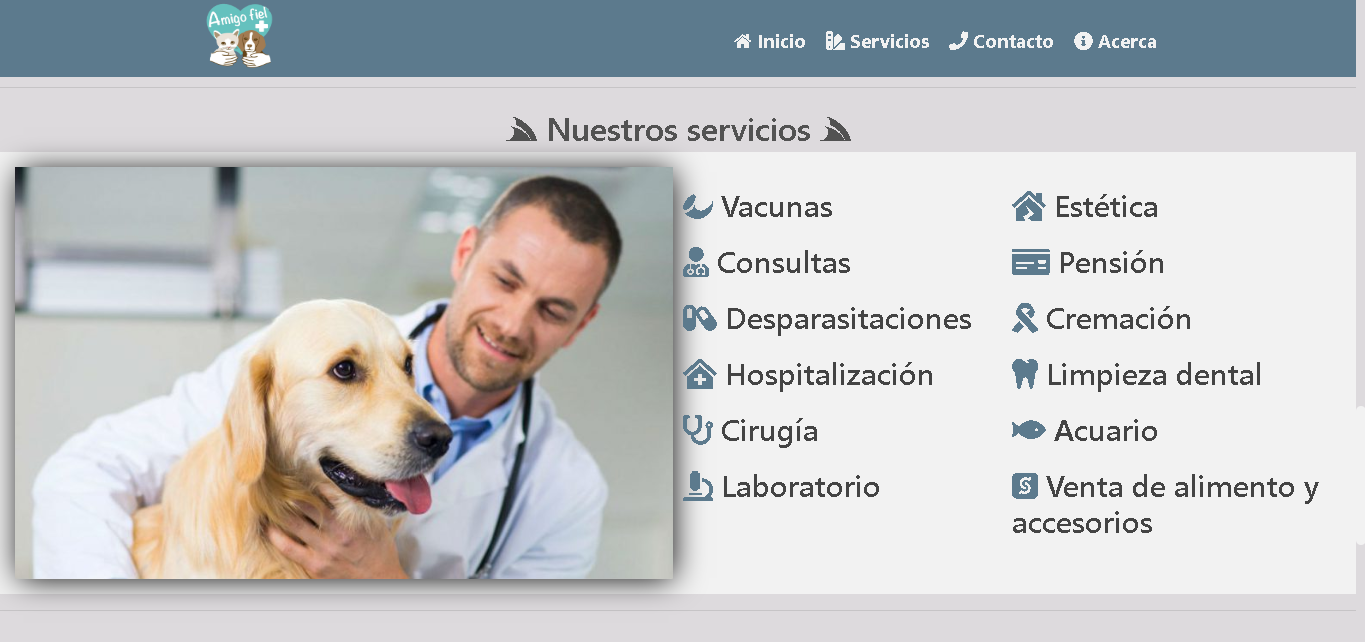 Amigo fiel
Inicio Servicios Contacto Acerca
Nuestros servicios
Vacunas
Consultas
Desparasitaciones
Hospitalización
Cirugía
Laboratorio
Estética
Pensión
Cremación
Limpieza dental
Acuario
Venta de alimento y
accesorios